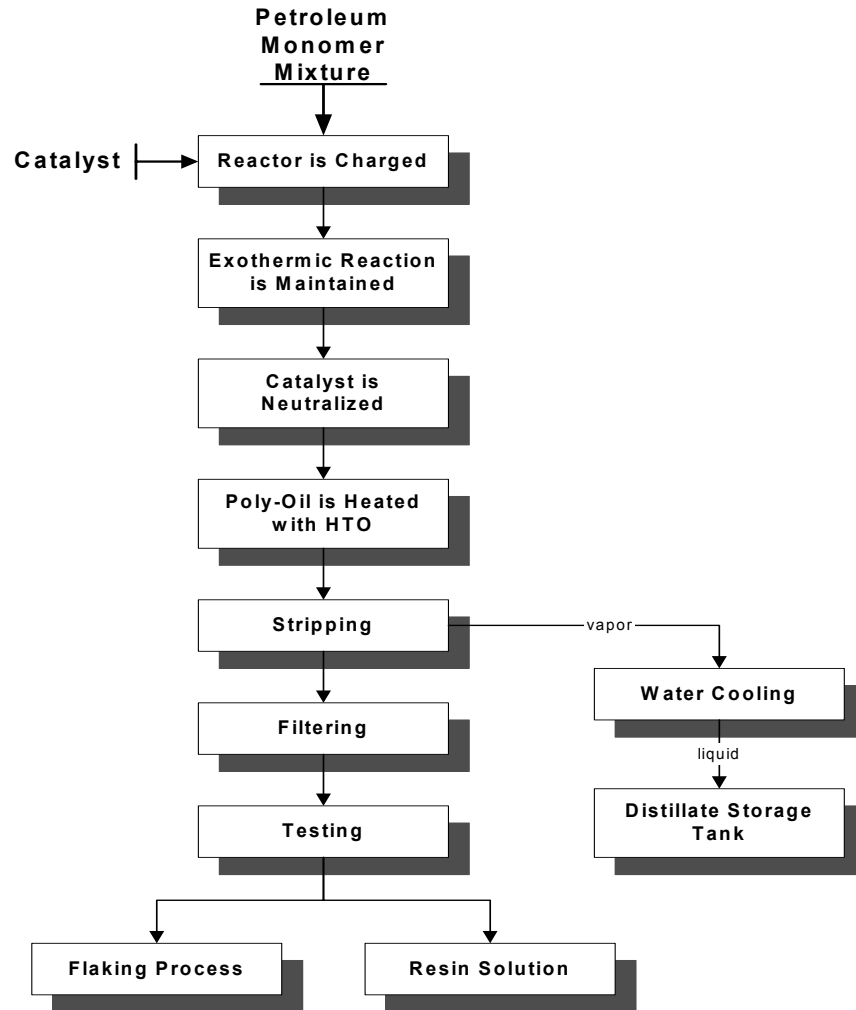 Petroleum
Monomer
Mixture
Catalyst
Reactor is Charged
Exothermic Reaction
is Maintained
Catalyst is
Neutralized
Poly-Oil is Heated
with HTO
Stripping
vapor
Water Cooling
Filtering
liquid
Distillate Storage
Tank
Testing
Flaking Process
Resin Solution